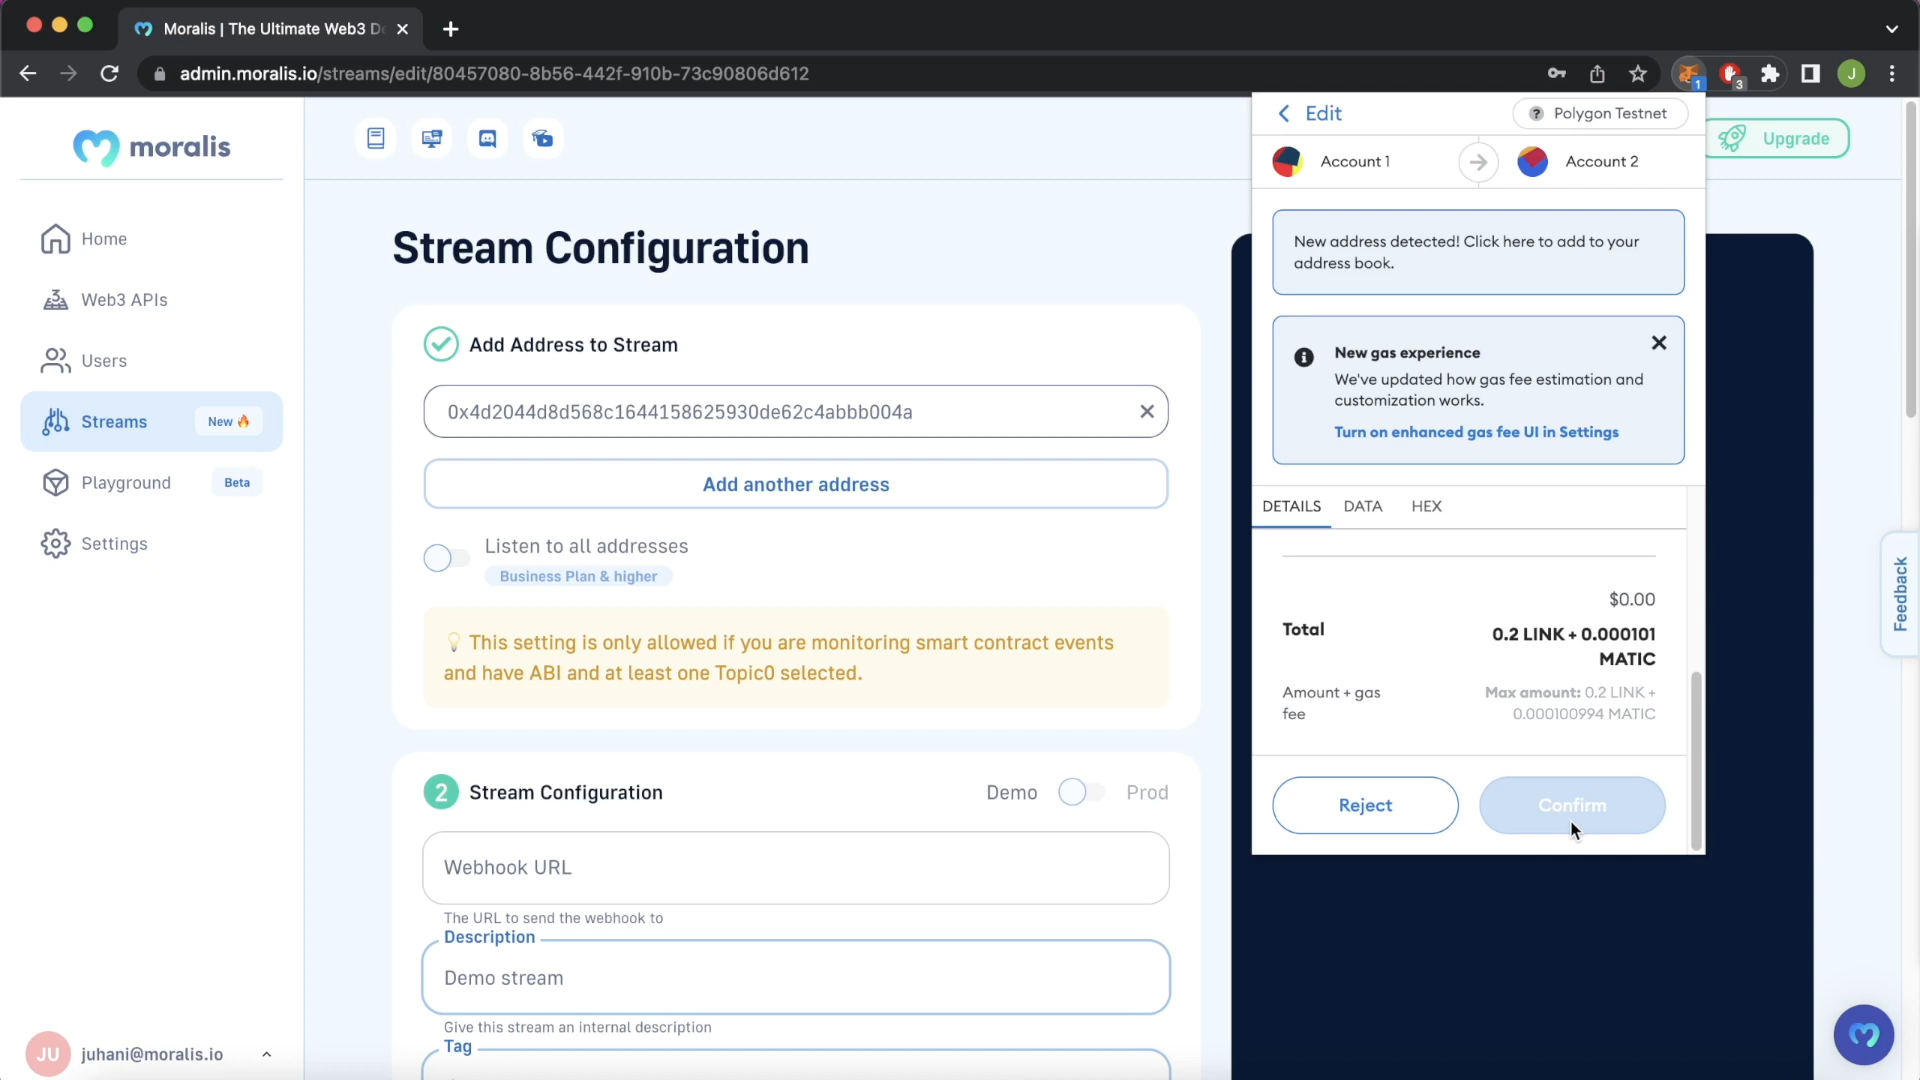 Moralis | The Ultimate Web3 D
admin.moralis.io/streams/edit/80457080-8b56-442f-910b-73c90806d612
1
3
J
moralis
Home
Web3 APIs
Users
Streams
New 🔥
Playground
Beta
Settings
JU
juhani@moralis.io
Upgrade
Stream Configuration
Add Address to Stream
0x4d2044d8d568c1644158625930de62c4abbb004a
Add another address
Listen to all addresses
Business Plan & higher
💡 This setting is only allowed if you are monitoring smart contract events
and have ABI and at least one Topic0 selected.
2
Stream Configuration
Demo
Prod
Webhook URL
The URL to send the webhook to
Description
Demo stream
Give this stream an internal description
Tag
Edit
? Polygon Testnet
Account 1
Account 2
New address detected! Click here to add to your
address book.
New gas experience
We've updated how gas fee estimation and
customization works.
Turn on enhanced gas fee UI in Settings
DETAILS
DATA
HEX
$0.00
Total
0.2 LINK + 0.000101
MATIC
Amount + gas
fee
Max amount: 0.2 LINK +
0.000100994 MATIC
Reject
Confirm
Feedback